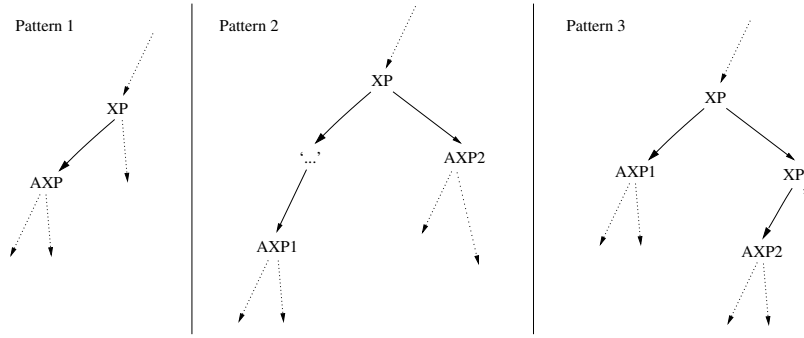 Pattern 1
XP
AXP
Pattern 2
XP
‘...’
AXP2
AXP1
Pattern 3
XP
AXP1
XP
AXP2